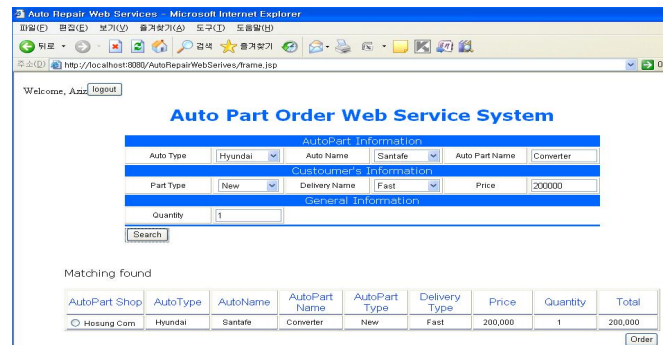 Auto Repair Web Services - Microsoft Internet Explorer
파일(F) 편집(E) 보기(V) 즐겨찾기(A) 도구(T) 도움말(H)
뒤로 검색 즐겨찾기
주소(D) http://localhost:8080/AutoRepairWebSerives/frame.jsp
Welcome, Aziz logout
Auto Part Order Web Service System
AutoPart Information
Auto Type Hyundai Auto Name Santafe Auto Part Name Converter
Custoumer's Information
Part Type New Delivery Name Fast Price 200000
General Information
Quantity 1
Search
Matching found
AutoPart Shop AutoType AutoName AutoPart Name AutoPart Type Delivery Type Price Quantity Total
Hosung Com Hyundai Santafe Converter New Fast 200,000 1 200,000
Order